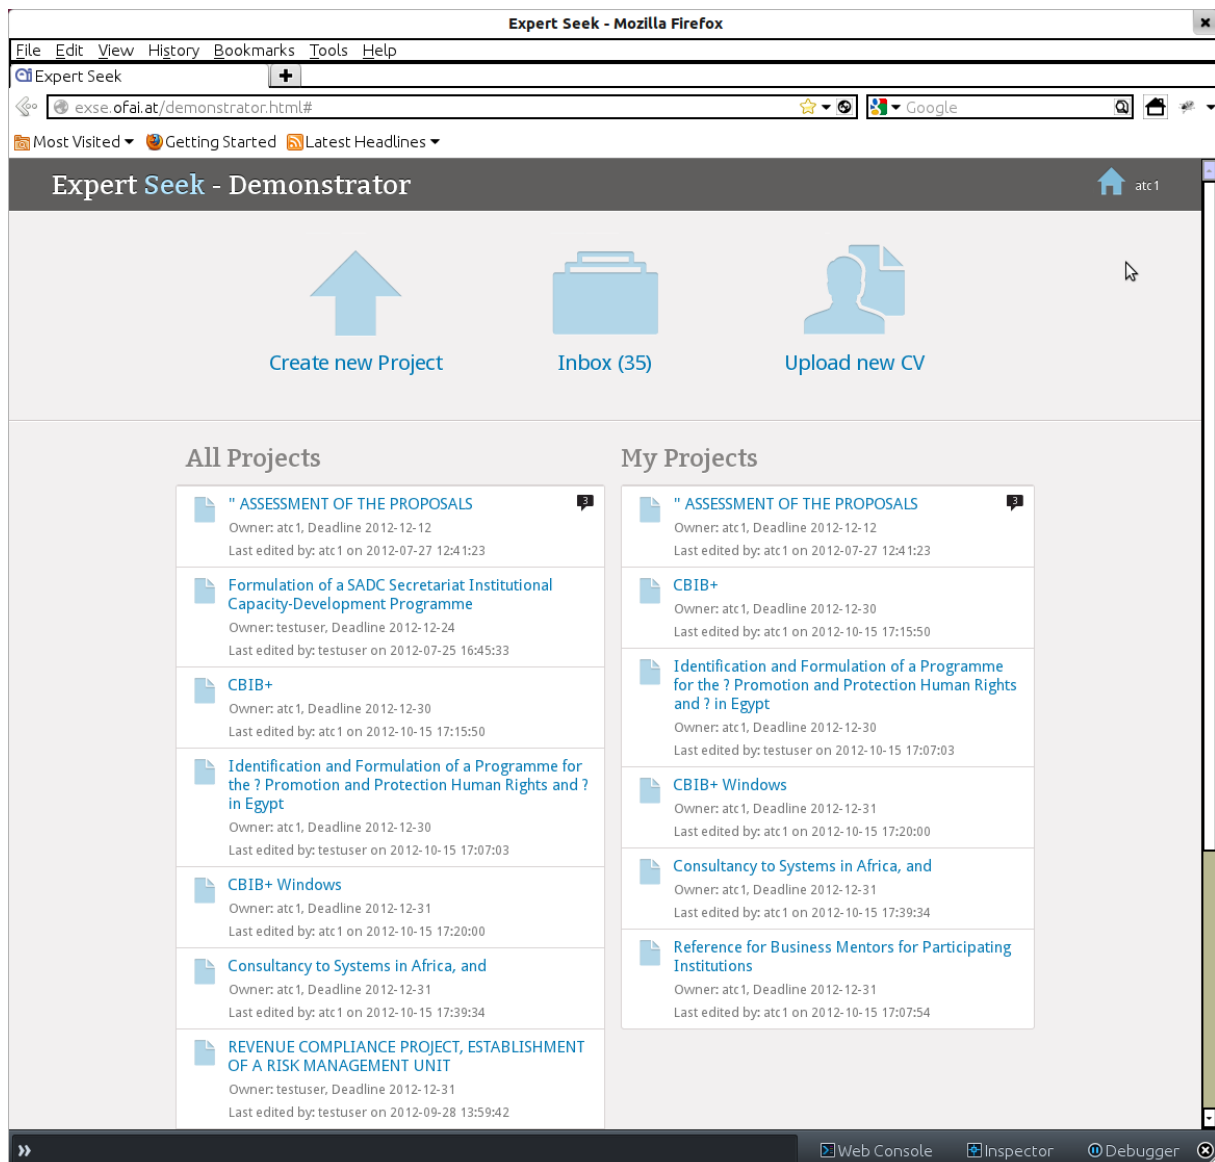 Expert Seek - Mozilla Firefox
File Edit View History Bookmarks Tools Help
Expert Seek
exse.ofai.at/demonstrator.html#
Google
Most Visited Getting Started Latest Headlines
Expert Seek - Demonstrator
atc1
Create new Project
Inbox (35)
Upload new CV
All Projects
" ASSESSMENT OF THE PROPOSALS
3
Owner: atc1, Deadline 2012-12-12
Last edited by: atc1 on 2012-07-27 12:41:23
Formulation of a SADC Secretariat Institutional
Capacity-Development Programme
Owner: testuser, Deadline 2012-12-24
Last edited by: testuser on 2012-07-25 16:45:33
CBIB+
Owner: atc1, Deadline 2012-12-30
Last edited by: atc1 on 2012-10-15 17:15:50
Identification and Formulation of a Programme for
the ? Promotion and Protection Human Rights and ?
in Egypt
Owner: atc1, Deadline 2012-12-30
Last edited by: testuser on 2012-10-15 17:07:03
CBIB+ Windows
Owner: atc1, Deadline 2012-12-31
Last edited by: atc1 on 2012-10-15 17:20:00
Consultancy to Systems in Africa, and
Owner: atc1, Deadline 2012-12-31
Last edited by: atc1 on 2012-10-15 17:39:34
REVENUE COMPLIANCE PROJECT, ESTABLISHMENT
OF A RISK MANAGEMENT UNIT
Owner: testuser, Deadline 2012-12-31
Last edited by: testuser on 2012-09-28 13:59:42
My Projects
" ASSESSMENT OF THE PROPOSALS
3
Owner: atc1, Deadline 2012-12-12
Last edited by: atc1 on 2012-07-27 12:41:23
CBIB+
Owner: atc1, Deadline 2012-12-30
Last edited by: atc1 on 2012-10-15 17:15:50
Identification and Formulation of a Programme
for the ? Promotion and Protection Human Rights
and ? in Egypt
Owner: atc1, Deadline 2012-12-30
Last edited by: testuser on 2012-10-15 17:07:03
CBIB+ Windows
Owner: atc1, Deadline 2012-12-31
Last edited by: atc1 on 2012-10-15 17:20:00
Consultancy to Systems in Africa, and
Owner: atc1, Deadline 2012-12-31
Last edited by: atc1 on 2012-10-15 17:39:34
Reference for Business Mentors for Participating
Institutions
Owner: atc1, Deadline 2012-12-31
Last edited by: atc1 on 2012-10-15 17:07:54
Web Console Inspector Debugger